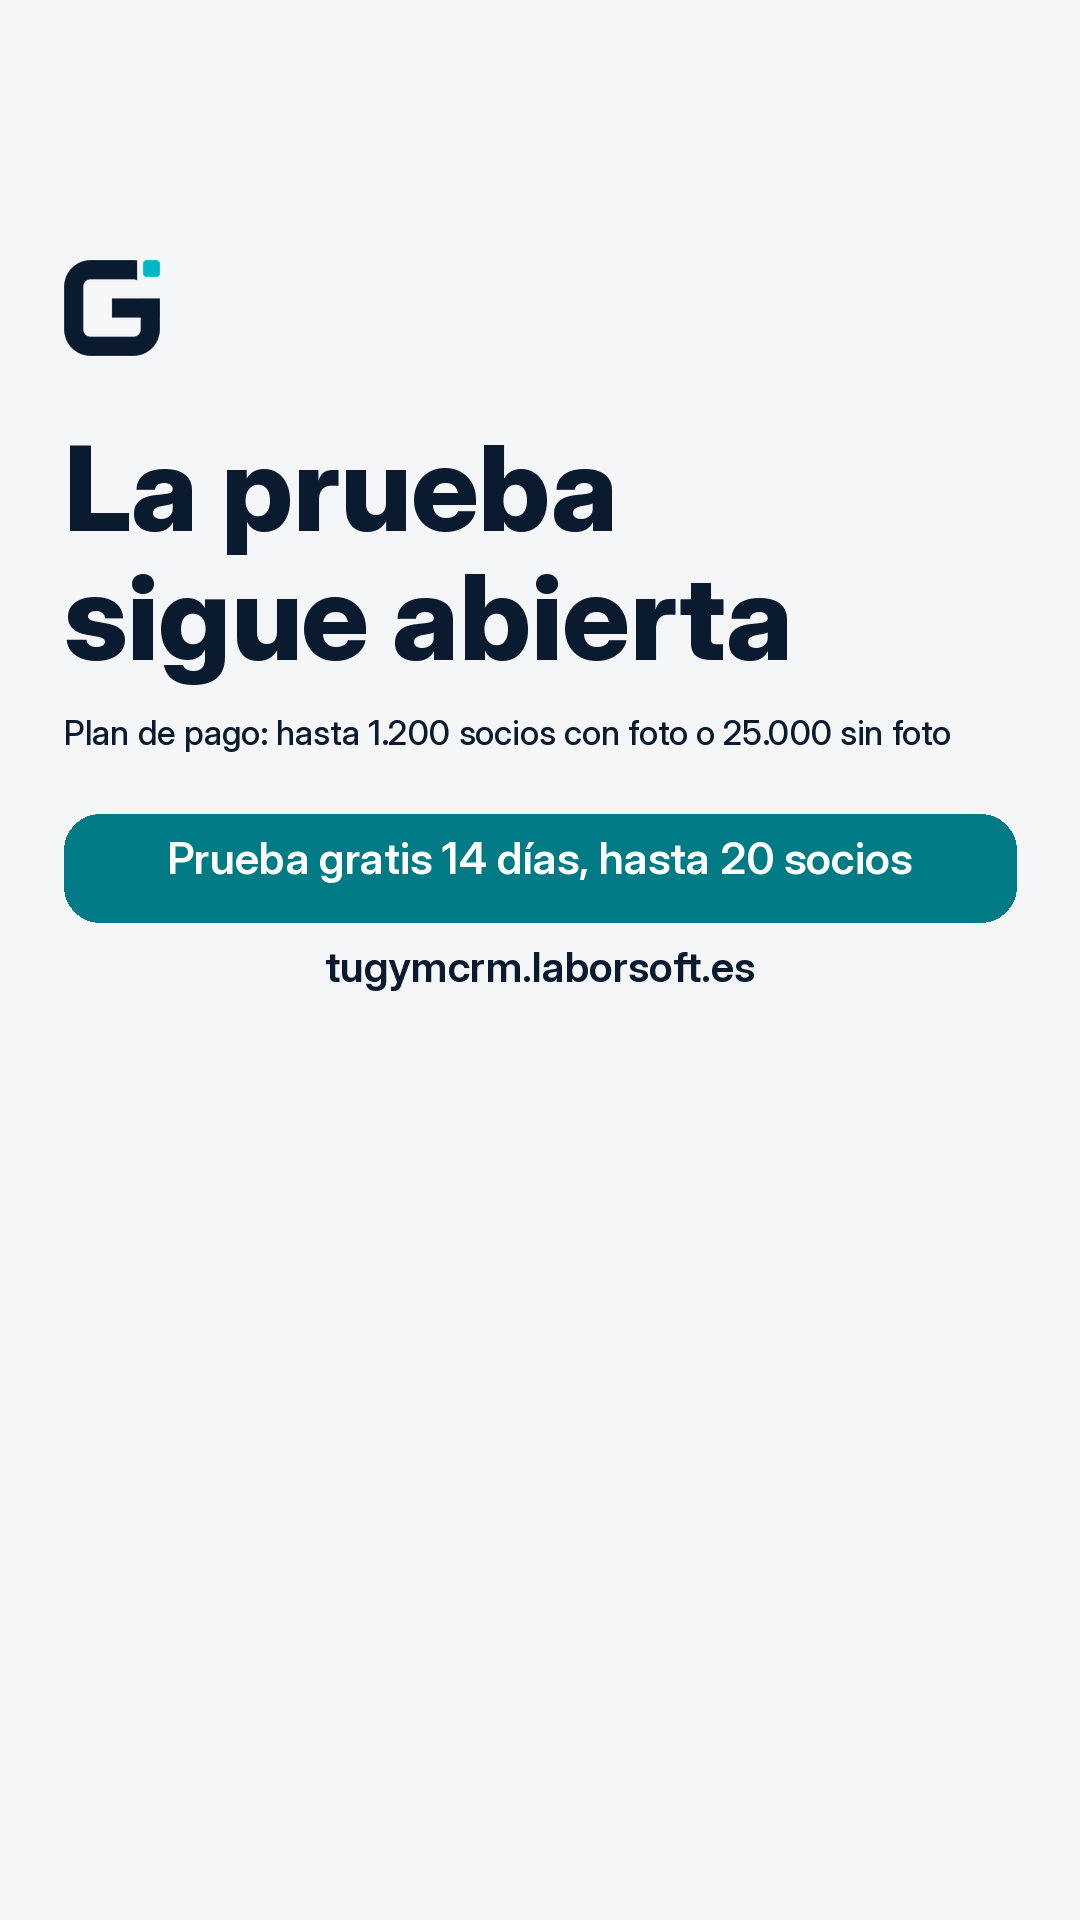 La prueba
sigue abierta
Plan de pago: hasta 1.200 socios con foto o 25.000 sin foto
Prueba gratis 14 días, hasta 20 socios
tugymcrm.laborsoft.es